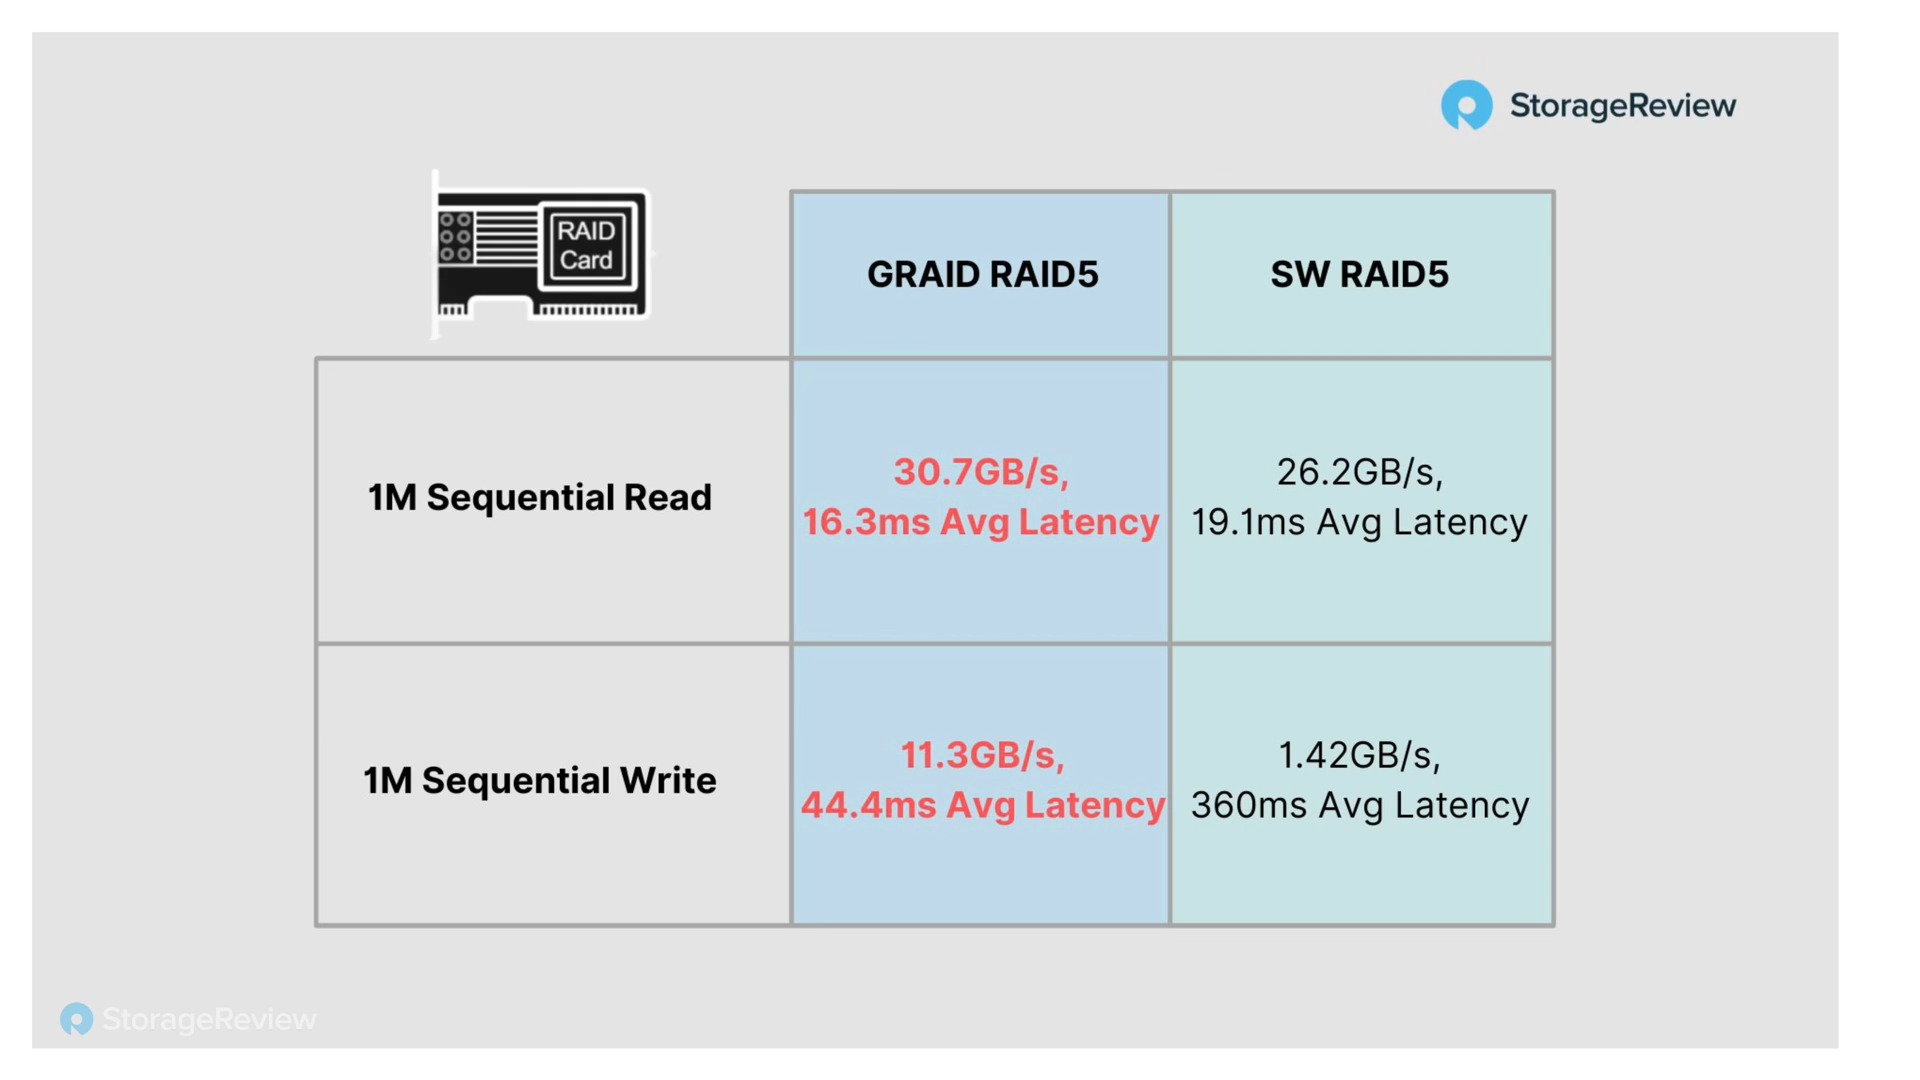 StorageReview
RAID
Card
GRAID RAID5
SW RAID5
1M Sequential Read
30.7GB/s,
16.3ms Avg Latency
26.2GB/s,
19.1ms Avg Latency
1M Sequential Write
11.3GB/s,
44.4ms Avg Latency
1.42GB/s,
360ms Avg Latency
StorageReview